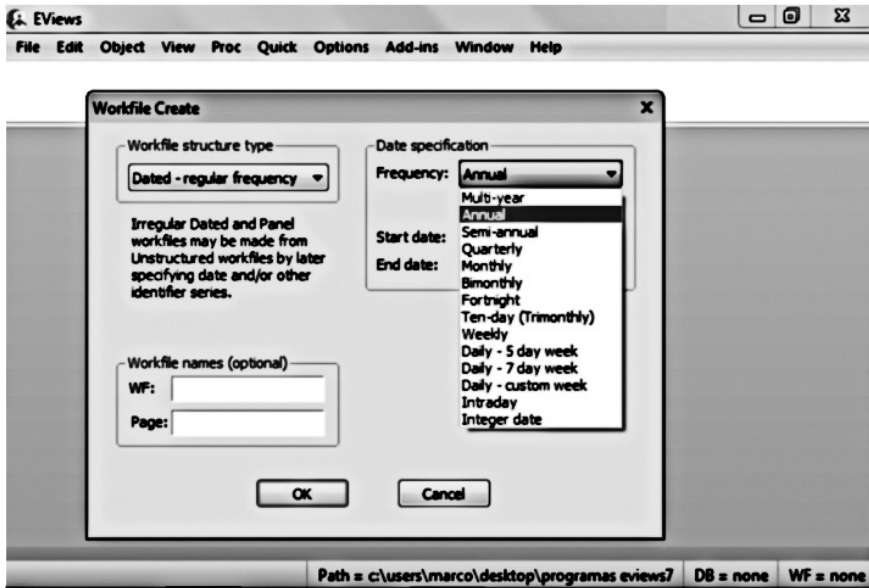 EViews
File Edit Object View Proc Quick Options Add-ins Window Help
Workfile Create
Workfile structure type
Dated - regular frequency
Irregular Dated and Panel
workfiles may be made from
Unstructured workfiles by later
specifying date and/or other
identifier series.
Date specification
Frequency: Annual
Multi-year
Annual
Semi-annual
Quarterly
Monthly
Bimonthly
Fortnight
Ten-day (Trimonthly)
Weekly
Daily - 5 day week
Daily - 7 day week
Daily - custom week
Intraday
Integer date
Start date:
End date:
Workfile names (optional)
WF:
Page:
OK Cancel
Path = c:\users\marco\desktop\programas eviews7 DB = none WF = none